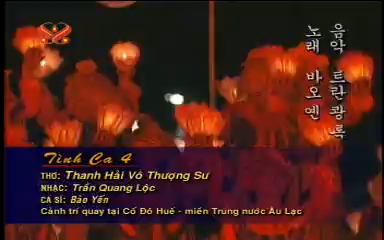 음악 트란 쾅 록
노래 바오 옌
Tình Ca 4
THƠ: Thanh Hải Vô Thượng Sư
NHẠC: Trần Quang Lộc
CA SĨ: Bảo Yến
Cảnh trí quay tại Cố Đô Huế - miền Trung nước Âu Lạc